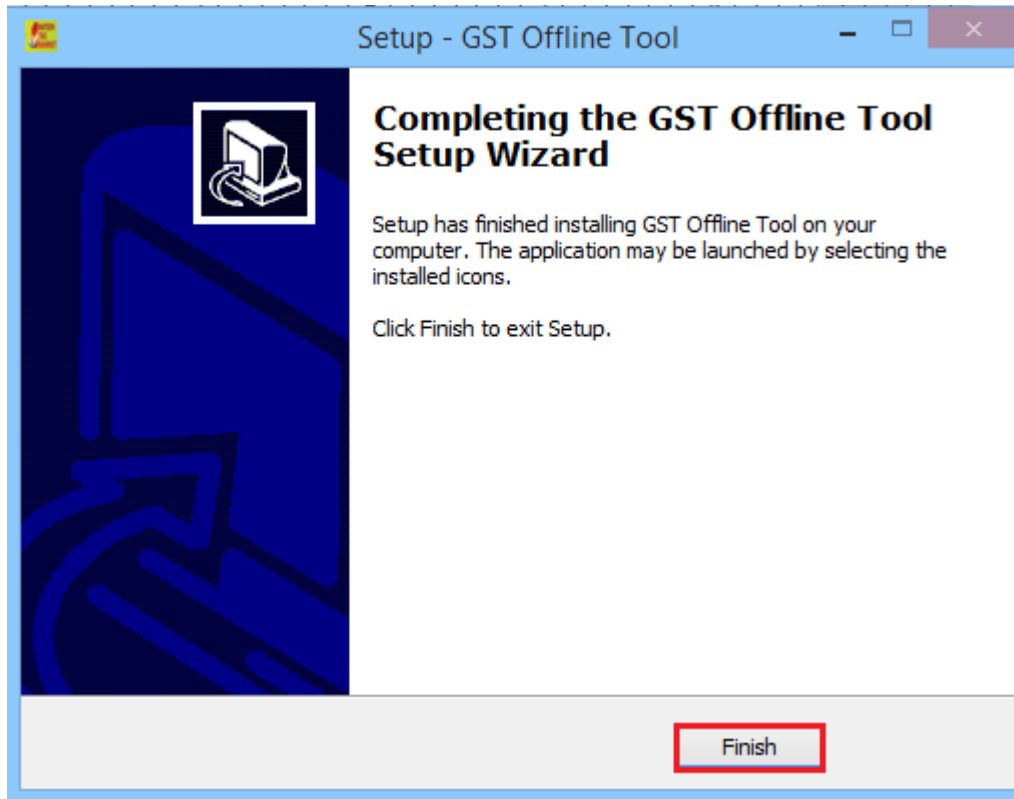 Setup - GST Offline Tool
Completing the GST Offline Tool
Setup Wizard
Setup has finished installing GST Offline Tool on your
computer. The application may be launched by selecting the
installed icons.
Click Finish to exit Setup.
Finish